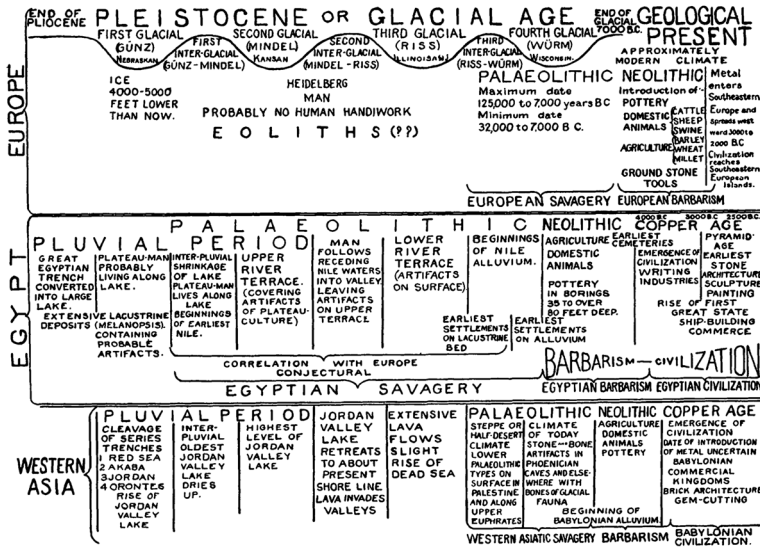 END OF
PLIOCENE
PLEISTOCENE OR GLACIAL AGE
END OF
GLACIAL
7000 B.C.
GEOLOGICAL
PRESENT
FIRST GLACIAL
(GÜNZ)
NEBRASKAN
FIRST
INTER-GLACIAL
(GÜNZ-MINDEL)
SECOND GLACIAL
(MINDEL)
KANSAN
SECOND
INTER-GLACIAL
(MINDEL-RISS)
THIRD GLACIAL
(RISS)
THIRD
INTER-GLACIAL
(RISS-WÜRM)
FOURTH GLACIAL
(WÜRM)
WISCONSIN.
APPROXIMATELY
MODERN CLIMATE
EUROPE
ICE
4000-5000
FEET LOWER
THAN NOW.
HEIDELBERG
MAN
PROBABLY NO HUMAN HANDIWORK
EOLITHS (??)
PALAEOLITHIC
Maximum date
125,000 to 7,000 years BC
Minimum date
32,000 to 7,000 B C.
NEOLITHIC
Introduction of-
POTTERY
DOMESTIC
ANIMALS
CATTLE
SHEEP
SWINE
AGRICULTURE
BARLEY
WHEAT
MILLET
GROUND STONE
TOOLS
Metal
enters
Southeastern
Europe and
spreads west
ward 3000 to
2000 B.C
Civilization
reaches
Southeastern
European
Islands.
EUROPEAN SAVAGERY
EUROPEAN BARBARISM
EGYPT
PALAEOLITHIC
NEOLITHIC
4000 B C
3000 B.C
2500 B.C.
COPPER AGE
PLUVIAL PERIOD
GREAT
EGYPTIAN
TRENCH
CONVERTED
INTO LARGE
LAKE.
PLATEAU-MAN
PROBABLY
LIVING ALONG
LAKE.
EXTENSIVE LACUSTRINE
DEPOSITS (MELANOPSIS).
CONTAINING
PROBABLE
ARTIFACTS.
INTER-PLUVIAL
SHRINKAGE
OF LAKE
PLATEAU-MAN
LIVES ALONG
LAKE
BEGINNINGS
OF EARLIEST
NILE.
UPPER
RIVER
TERRACE.
(COVERING
ARTIFACTS
OF PLATEAU-
CULTURE)
MAN
FOLLOWS
RECEDING
NILE WATERS
INTO VALLEY,
LEAVING
ARTIFACTS
ON UPPER
TERRACE
LOWER
RIVER
TERRACE
(ARTIFACTS
ON SURFACE).
BEGINNINGS
OF NILE
ALLUVIUM.
EARLIEST
SETTLEMENTS
ON LACUSTRINE
BED
EARLIEST
SETTLEMENTS
ON ALLUVIUM
AGRICULTURE
DOMESTIC
ANIMALS
POTTERY
IN BORINGS
35 TO OVER
80 FEET DEEP.
EARLIEST
CEMETERIES
EMERGENCE OF
CIVILIZATION
WRITING
INDUSTRIES
PYRAMID-
AGE
EARLIEST
STONE
ARCHITECTURE
SCULPTURE
PAINTING
RISE OF FIRST
GREAT STATE
SHIP-BUILDING
COMMERCE
CORRELATION WITH EUROPE
CONJECTURAL
BARBARISM — CIVILIZATION
EGYPTIAN SAVAGERY
EGYPTIAN BARBARISM
EGYPTIAN CIVILIZATION
WESTERN
ASIA
PLUVIAL PERIOD
CLEAVAGE
OF SERIES
TRENCHES
1 RED SEA
2 AKABA
3 JORDAN
4 ORONTES
RISE OF
JORDAN
VALLEY
LAKE
INTER-
PLUVIAL
OLDEST
JORDAN
VALLEY
LAKE
DRIES
UP.
HIGHEST
LEVEL OF
JORDAN
VALLEY
LAKE
JORDAN
VALLEY
LAKE
RETREATS
TO ABOUT
PRESENT
SHORE LINE
LAVA INVADES
VALLEYS
EXTENSIVE
LAVA
FLOWS
SLIGHT
RISE OF
DEAD SEA
PALAEOLITHIC
NEOLITHIC
COPPER AGE
STEPPE OR
HALF-DESERT
CLIMATE
LOWER
PALAEOLITHIC
TYPES ON
SURFACE IN
PALESTINE
AND ALONG
UPPER
EUPHRATES
CLIMATE
OF TODAY
STONE AND BONE
ARTIFACTS IN
PHOENICIAN
CAVES AND ELSE-
WHERE WITH
BONES OF GLACIAL
FAUNA
AGRICULTURE
DOMESTIC
ANIMALS
POTTERY
BEGINNING OF
BABYLONIAN ALLUVIUM.
EMERGENCE OF
CIVILIZATION
DATE OF INTRODUCTION
OF METAL UNCERTAIN
BABYLONIAN
COMMERCIAL
KINGDOMS
BRICK ARCHITECTURE
GEM-CUTTING
WESTERN ASIATIC SAVAGERY
BARBARISM
BABYLONIAN
CIVILIZATION.